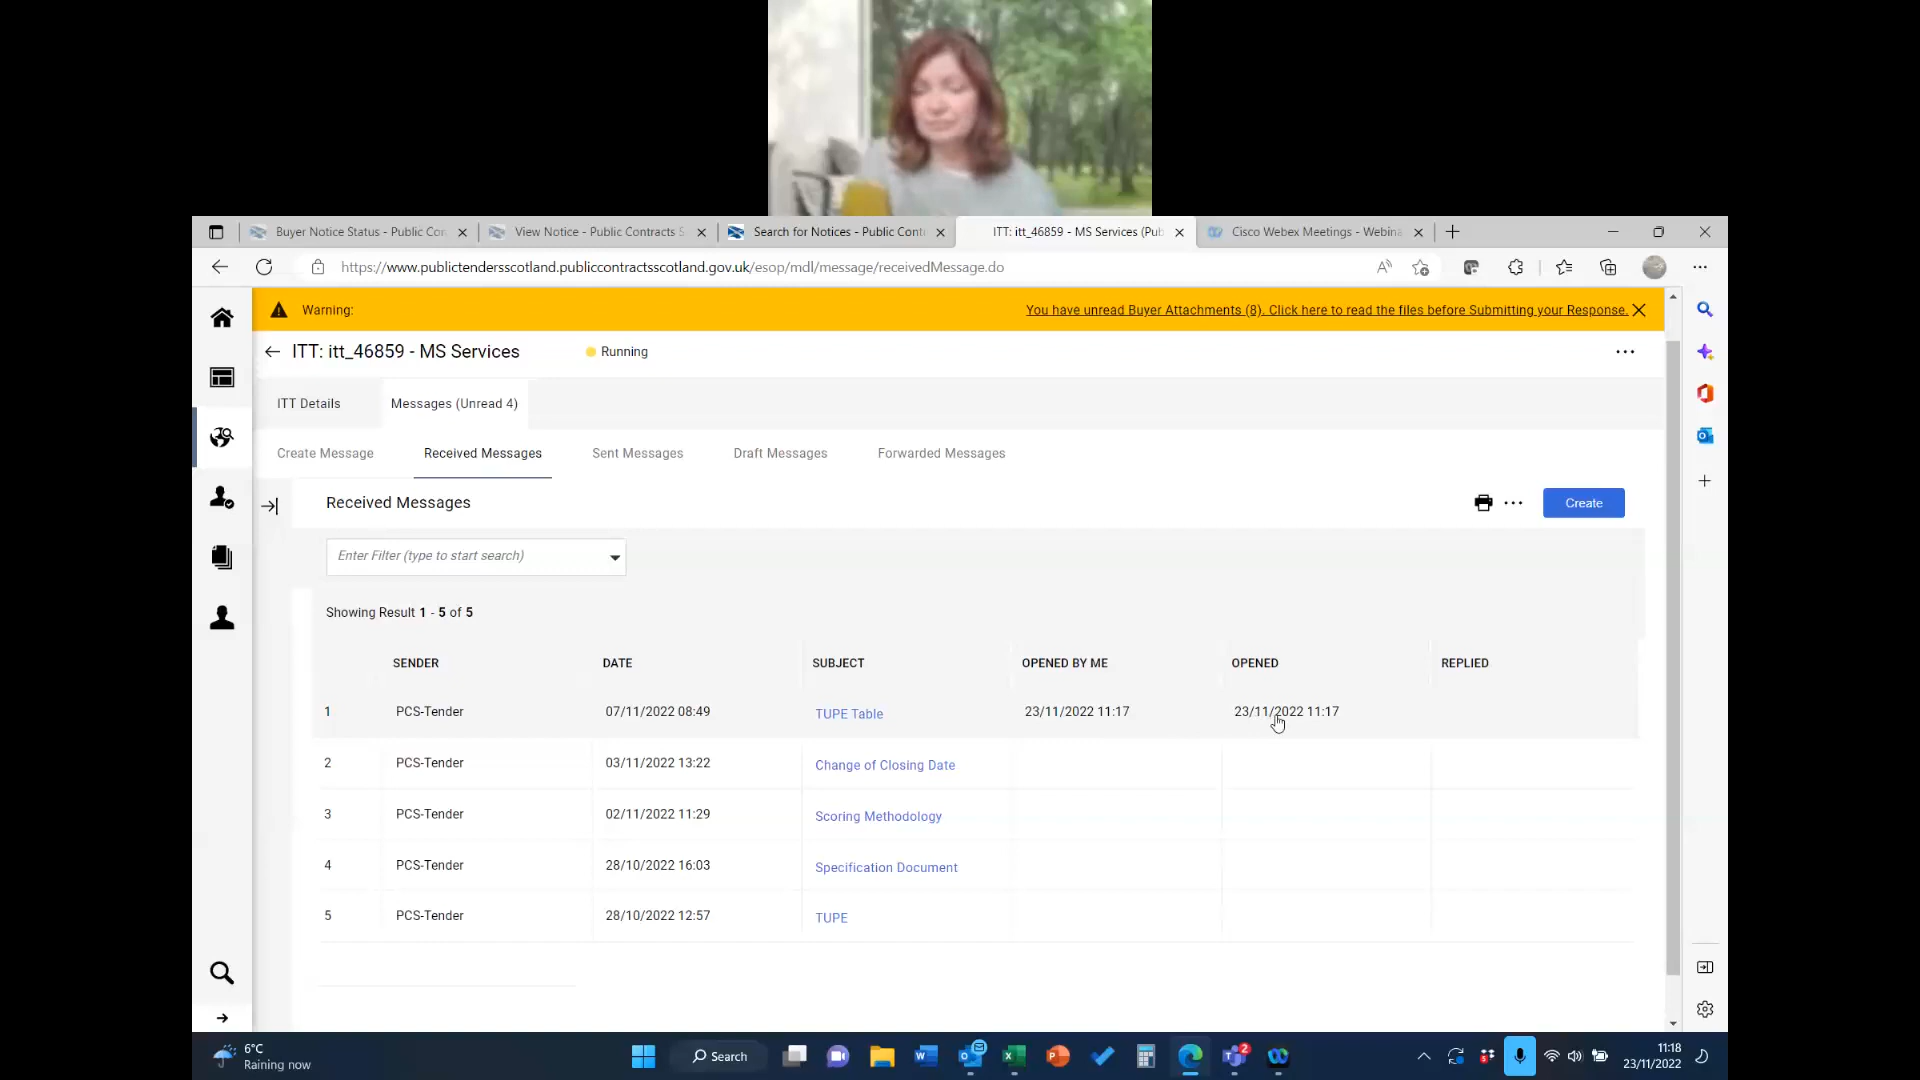 Buyer Notice Status - Public Con
View Notice - Public Contracts S
Search for Notices - Public Contr
ITT: itt_46859 - MS Services (Pub
Cisco Webex Meetings - Webina
https://www.publictendersscotland.publiccontractsscotland.gov.uk/esop/mdl/message/receivedMessage.do
Warning:
You have unread Buyer Attachments (8). Click here to read the files before Submitting your Response.
ITT: itt_46859 - MS Services
Running
ITT Details
Messages (Unread 4)
Create Message
Received Messages
Sent Messages
Draft Messages
Forwarded Messages
Received Messages
Create
Enter Filter (type to start search)
Showing Result 1 - 5 of 5
SENDER DATE SUBJECT OPENED BY ME OPENED REPLIED
1 PCS-Tender 07/11/2022 08:49 TUPE Table 23/11/2022 11:17 23/11/2022 11:17
2 PCS-Tender 03/11/2022 13:22 Change of Closing Date
3 PCS-Tender 02/11/2022 11:29 Scoring Methodology
4 PCS-Tender 28/10/2022 16:03 Specification Document
5 PCS-Tender 28/10/2022 12:57 TUPE
6°C
Raining now
Search
2
11:18
23/11/2022